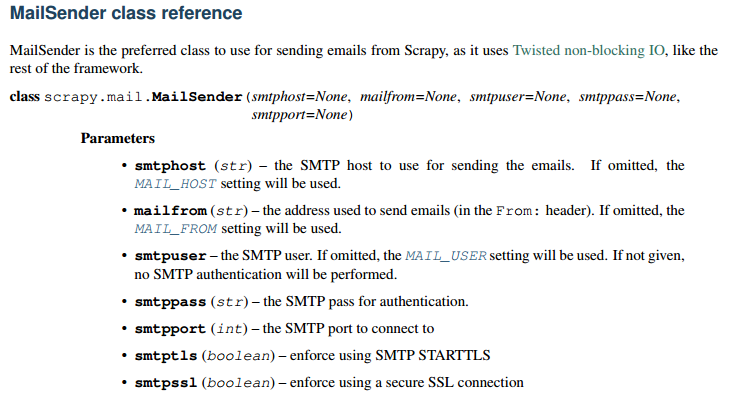 MailSender class reference
MailSender is the preferred class to use for sending emails from Scrapy, as it uses Twisted non-blocking IO, like the
rest of the framework.
class scrapy.mail.MailSender(smtphost=None, mailfrom=None, smtpuser=None, smtppass=None,
smtpport=None)
Parameters
• smtphost (str) – the SMTP host to use for sending the emails. If omitted, the
MAIL_HOST setting will be used.
• mailfrom (str) – the address used to send emails (in the From: header). If omitted, the
MAIL_FROM setting will be used.
• smtpuser – the SMTP user. If omitted, the MAIL_USER setting will be used. If not given,
no SMTP authentication will be performed.
• smtppass (str) – the SMTP pass for authentication.
• smtpport (int) – the SMTP port to connect to
• smtptls (boolean) – enforce using SMTP STARTTLS
• smtpssl (boolean) – enforce using a secure SSL connection